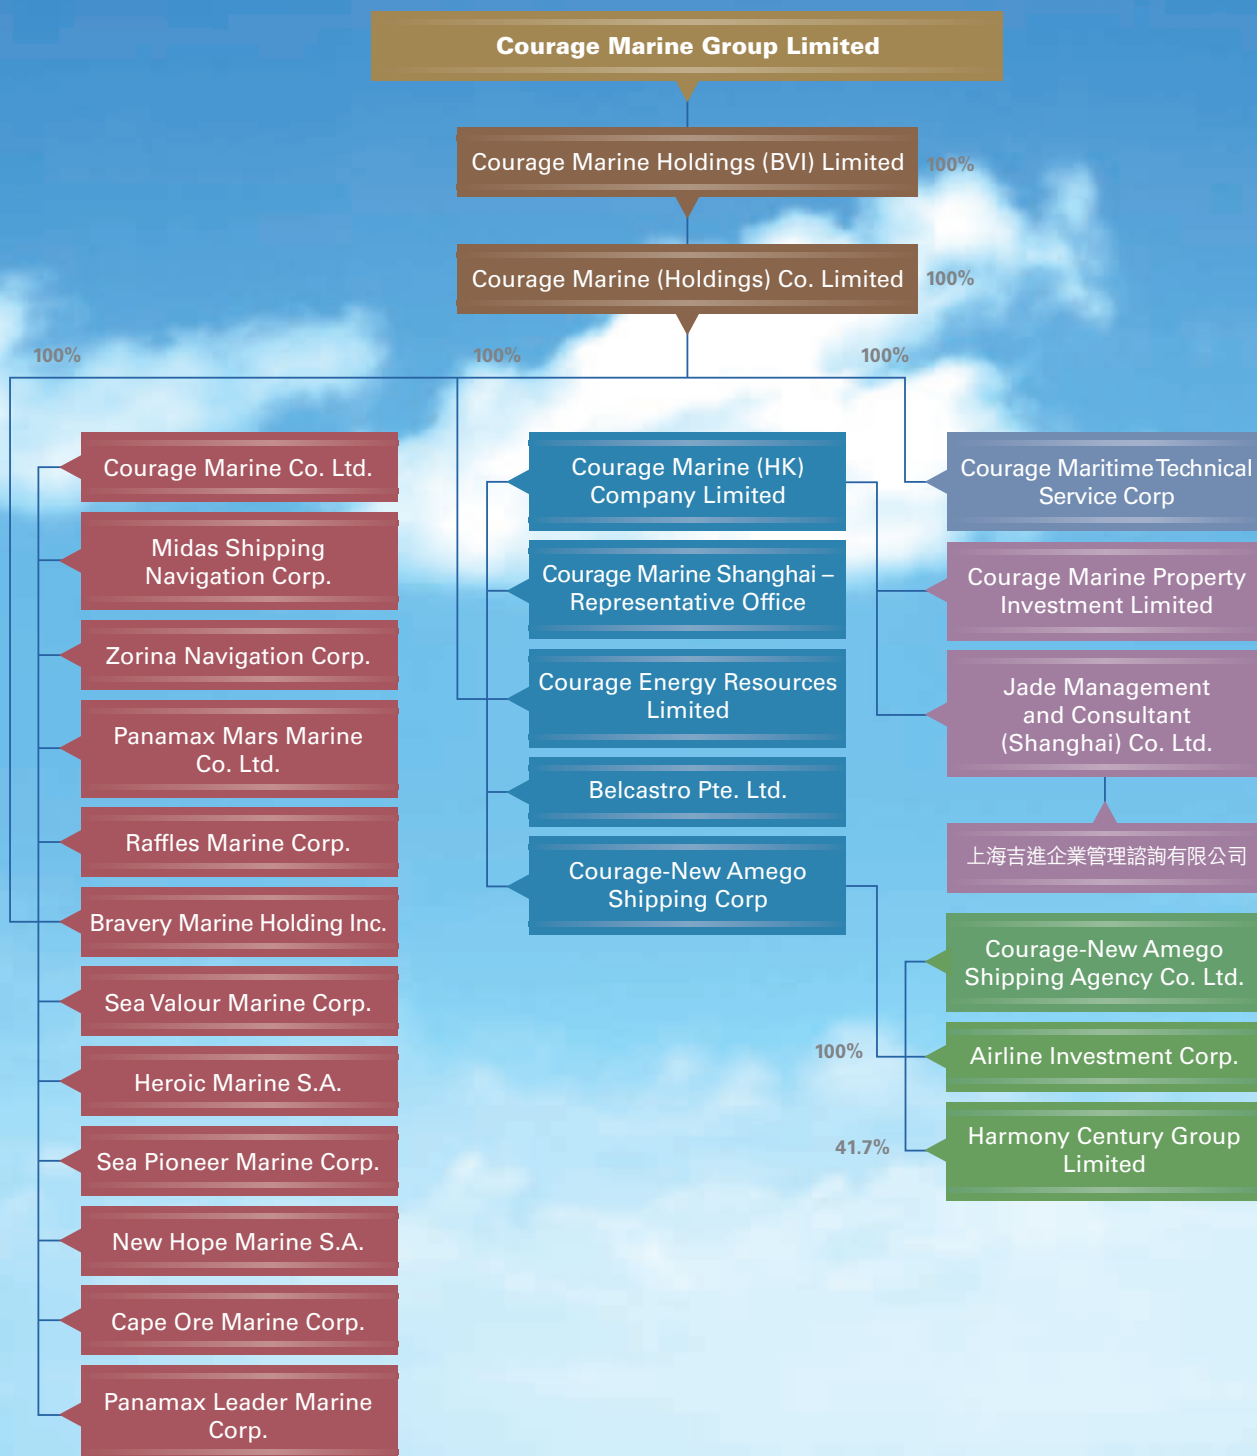 Courage Marine Group Limited
Courage Marine Holdings (BVI) Limited
100%
Courage Marine (Holdings) Co. Limited
100%
100%
100%
100%
Courage Marine Co. Ltd.
Midas Shipping
Navigation Corp.
Zorina Navigation Corp.
Panamax Mars Marine
Co. Ltd.
Raffles Marine Corp.
Bravery Marine Holding Inc.
Sea Valour Marine Corp.
Heroic Marine S.A.
Sea Pioneer Marine Corp.
New Hope Marine S.A.
Cape Ore Marine Corp.
Panamax Leader Marine
Corp.
Courage Marine (HK)
Company Limited
Courage Marine Shanghai –
Representative Office
Courage Energy Resources
Limited
Belcastro Pte. Ltd.
Courage-New Amego
Shipping Corp
Courage Maritime Technical
Service Corp
Courage Marine Property
Investment Limited
Jade Management
and Consultant
(Shanghai) Co. Ltd.
上海吉進企業管理諮詢有限公司
Courage-New Amego
Shipping Agency Co. Ltd.
100%
Airline Investment Corp.
41.7%
Harmony Century Group
Limited